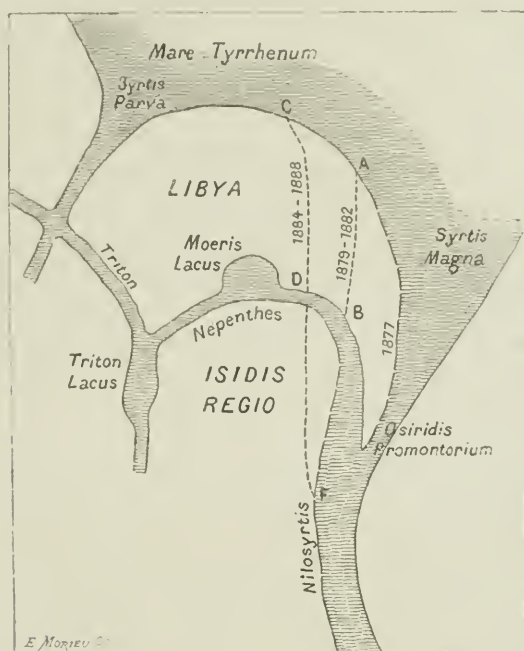 Mare Tyrrhenum
Syrtis
Parva
C
A
LIBYA
1884 - 1888
1879 - 1882
Syrtis
Magna
Moeris
Lacus
Triton
D
B
Nepenthes
1877
Triton
Lacus
ISIDIS
REGIO
Osiridis
Promontorium
F
Nilosyrtis
E